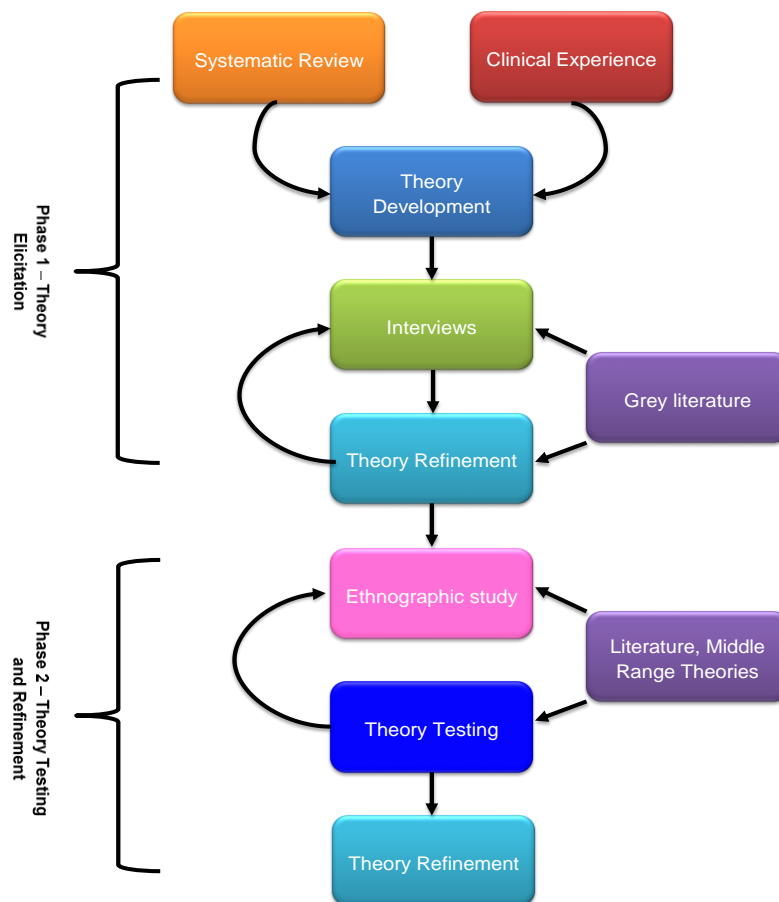 Systematic Review
Clinical Experience
Phase 1 – Theory
Elicitation
Theory
Development
Interviews
Grey literature
Theory Refinement
Phase 2 – Theory Testing
and Refinement
Ethnographic study
Literature, Middle
Range Theories
Theory Testing
Theory Refinement